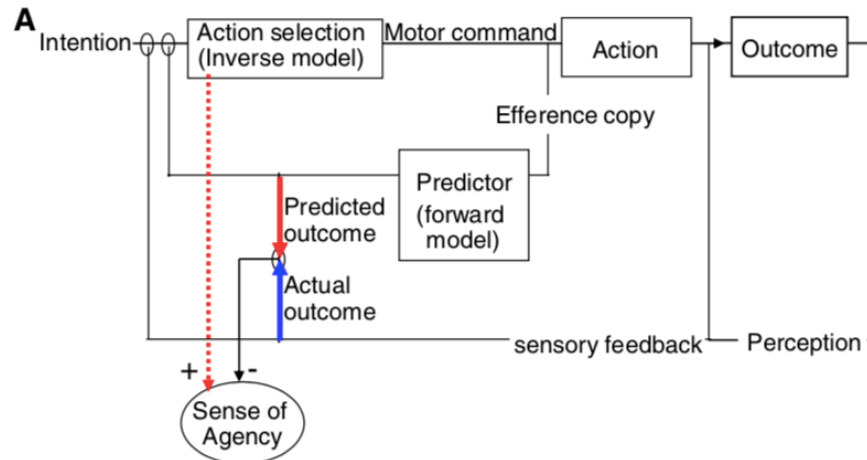 A
Intention
Action selection
(Inverse model)
Motor command
Action
Outcome
Efference copy
Predictor
(forward
model)
Predicted
outcome
Actual
outcome
sensory feedback
Perception
+
-
Sense of
Agency